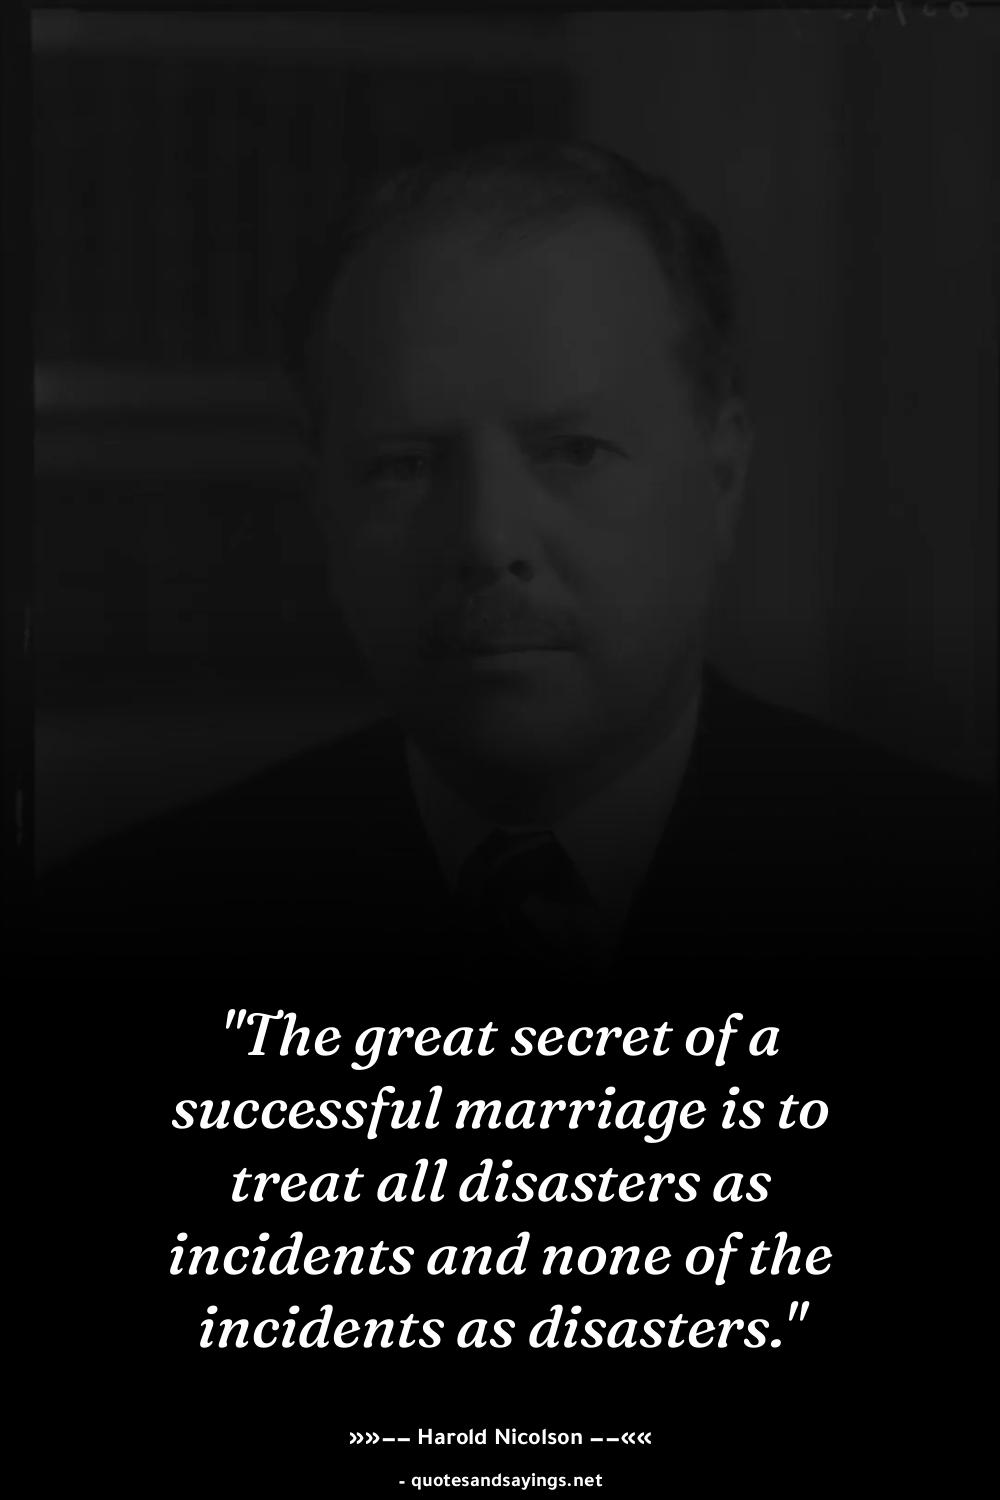 "The great secret of a
successful marriage is to
treat all disasters as
incidents and none of the
incidents as disasters."
»»–– Harold Nicolson ––««
- quotesandsayings.net